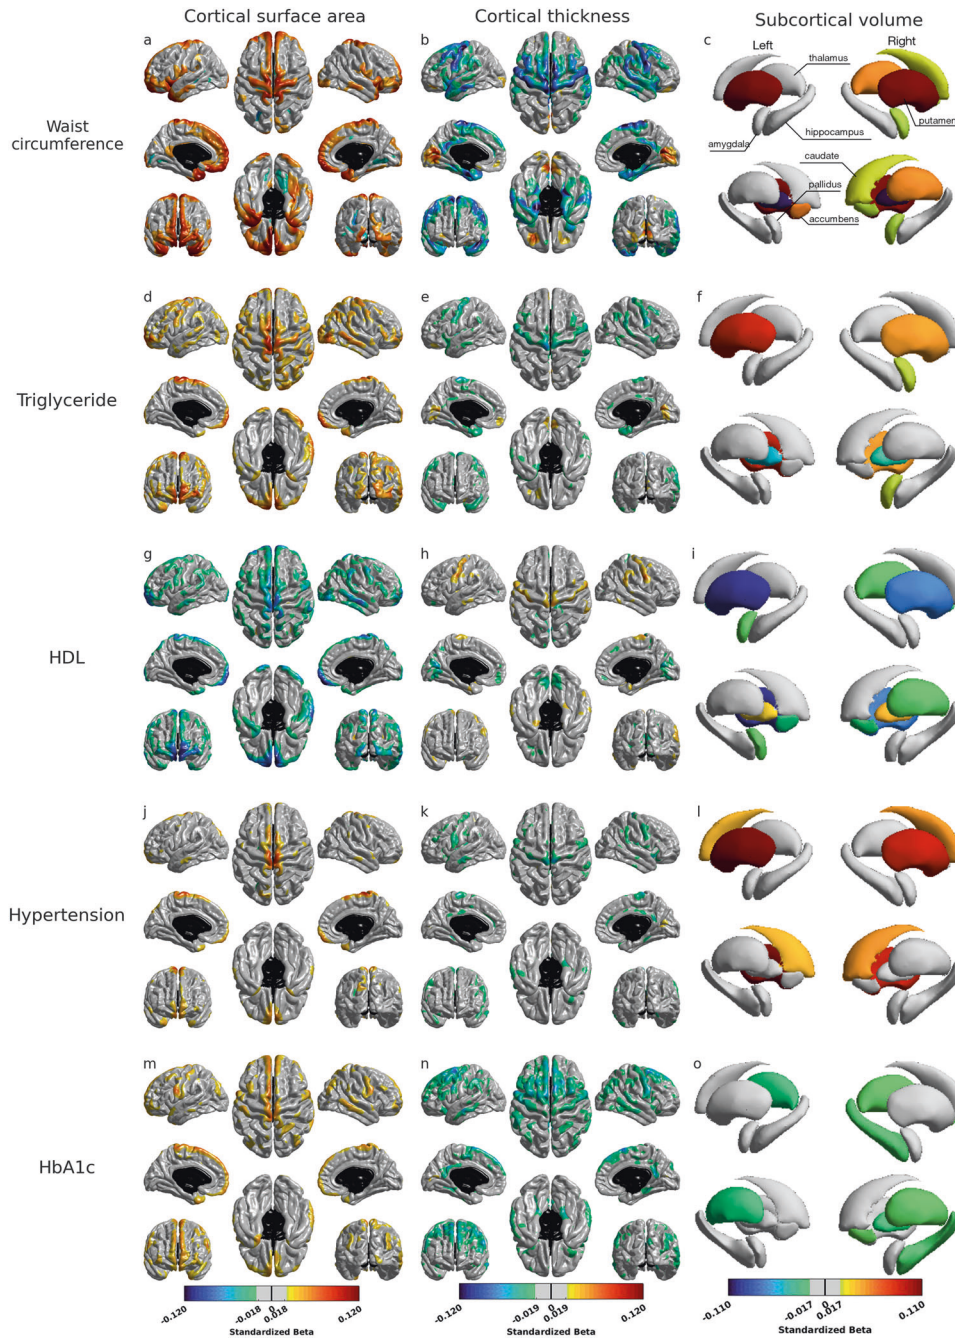 Cortical surface area
Cortical thickness
Subcortical volume
a
b
c
Left
Right
thalamus
Waist
circumference
putamen
amygdala
hippocampus
caudate
pallidus
accumbens
d
e
f
Triglyceride
g
h
i
HDL
j
k
l
Hypertension
m
n
o
HbA1c
-0.120
-0.018
0
0.018
0.120
Standardized Beta
-0.120
-0.019
0
0.019
0.120
Standardized Beta
-0.110
-0.017
0
0.017
0.110
Standardized Beta